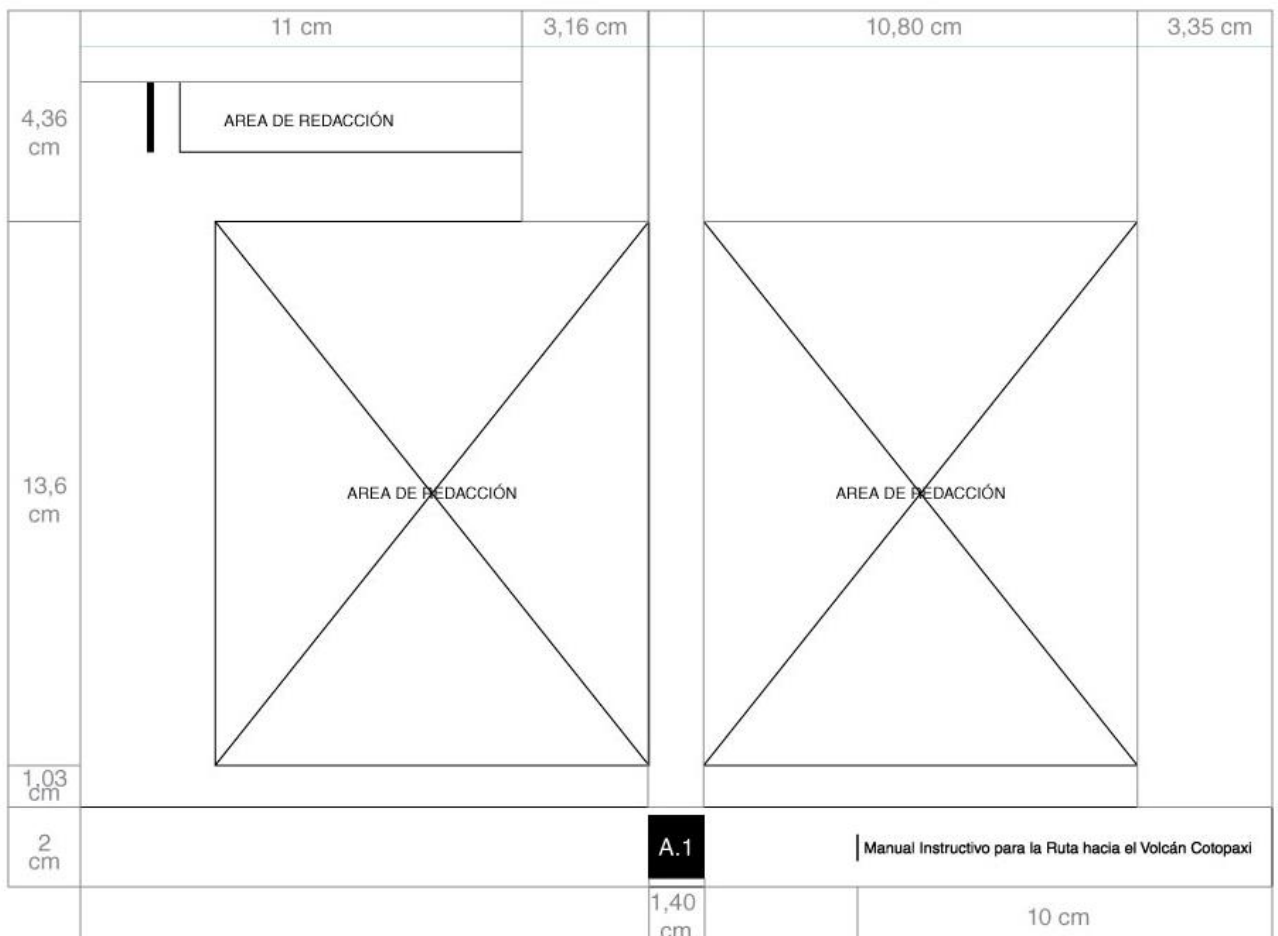 11 cm
3,16 cm
10,80 cm
3,35 cm
4,36
cm
AREA DE REDACCIÓN
13,6
cm
AREA DE REDACCIÓN
AREA DE REDACCIÓN
1,03
cm
2
cm
A.1
Manual Instructivo para la Ruta hacia el Volcán Cotopaxi
1,40
cm
10 cm